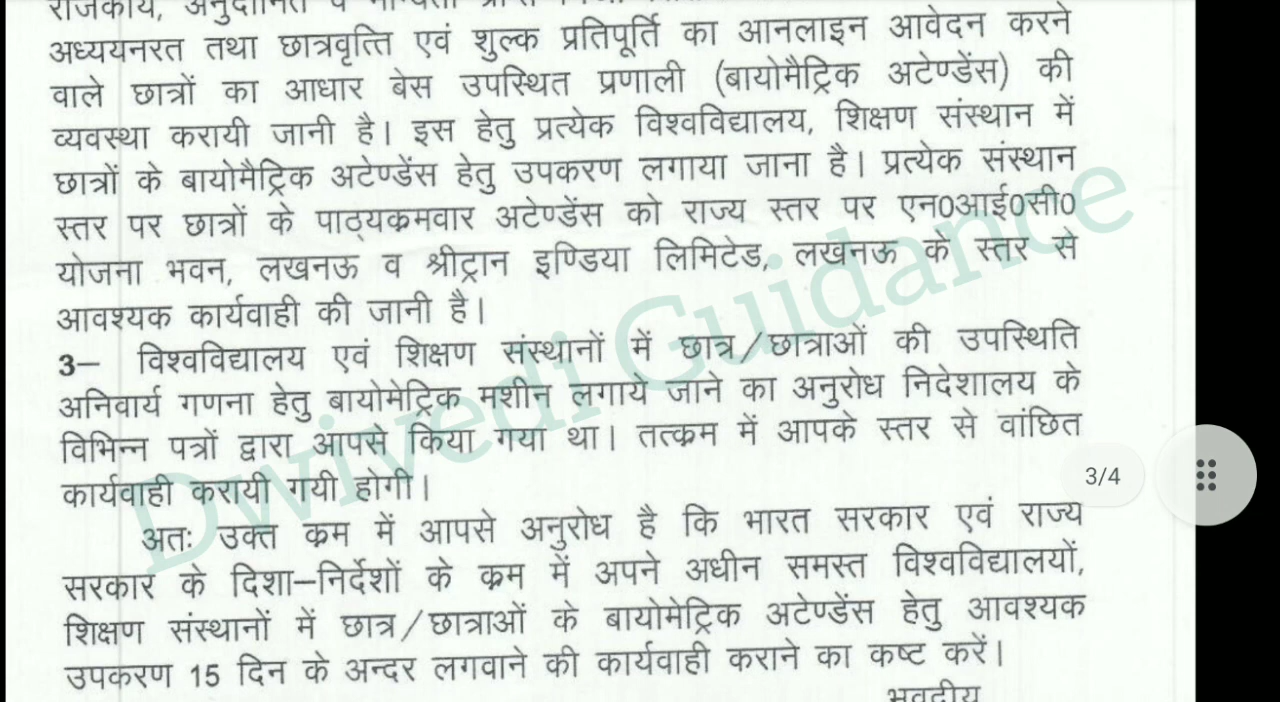 राजकीय, अनुदानित व मान्यता प्राप्त
अध्ययनरत तथा छात्रवृत्ति एवं शुल्क प्रतिपूर्ति का आनलाइन आवेदन करने
वाले छात्रों का आधार बेस उपस्थित प्रणाली (बायोमैट्रिक अटेण्डेंस) की
व्यवस्था करायी जानी है। इस हेतु प्रत्येक विश्वविद्यालय, शिक्षण संस्थान में
छात्रों के बायोमैट्रिक अटेण्डेंस हेतु उपकरण लगाया जाना है। प्रत्येक संस्थान
स्तर पर छात्रों के पाठ्यक्रमवार अटेण्डेंस को राज्य स्तर पर एन0आई0सी0
योजना भवन, लखनऊ व श्रीट्रान इण्डिया लिमिटेड, लखनऊ के स्तर से
आवश्यक कार्यवाही की जानी है।
3– विश्वविद्यालय एवं शिक्षण संस्थानों में छात्र/छात्राओं की उपस्थिति
अनिवार्य गणना हेतु बायोमेट्रिक मशीन लगाये जाने का अनुरोध निदेशालय के
विभिन्न पत्रों द्वारा आपसे किया गया था। तत्क्रम में आपके स्तर से वांछित
कार्यवाही करायी गयी होगी।
अतः उक्त क्रम में आपसे अनुरोध है कि भारत सरकार एवं राज्य
सरकार के दिशा–निर्देशों के क्रम में अपने अधीन समस्त विश्वविद्यालयों,
शिक्षण संस्थानों में छात्र/छात्राओं के बायोमेट्रिक अटेण्डेंस हेतु आवश्यक
उपकरण 15 दिन के अन्दर लगवाने की कार्यवाही कराने का कष्ट करें।
भवदीय
Dwivedi Guidance
3/4